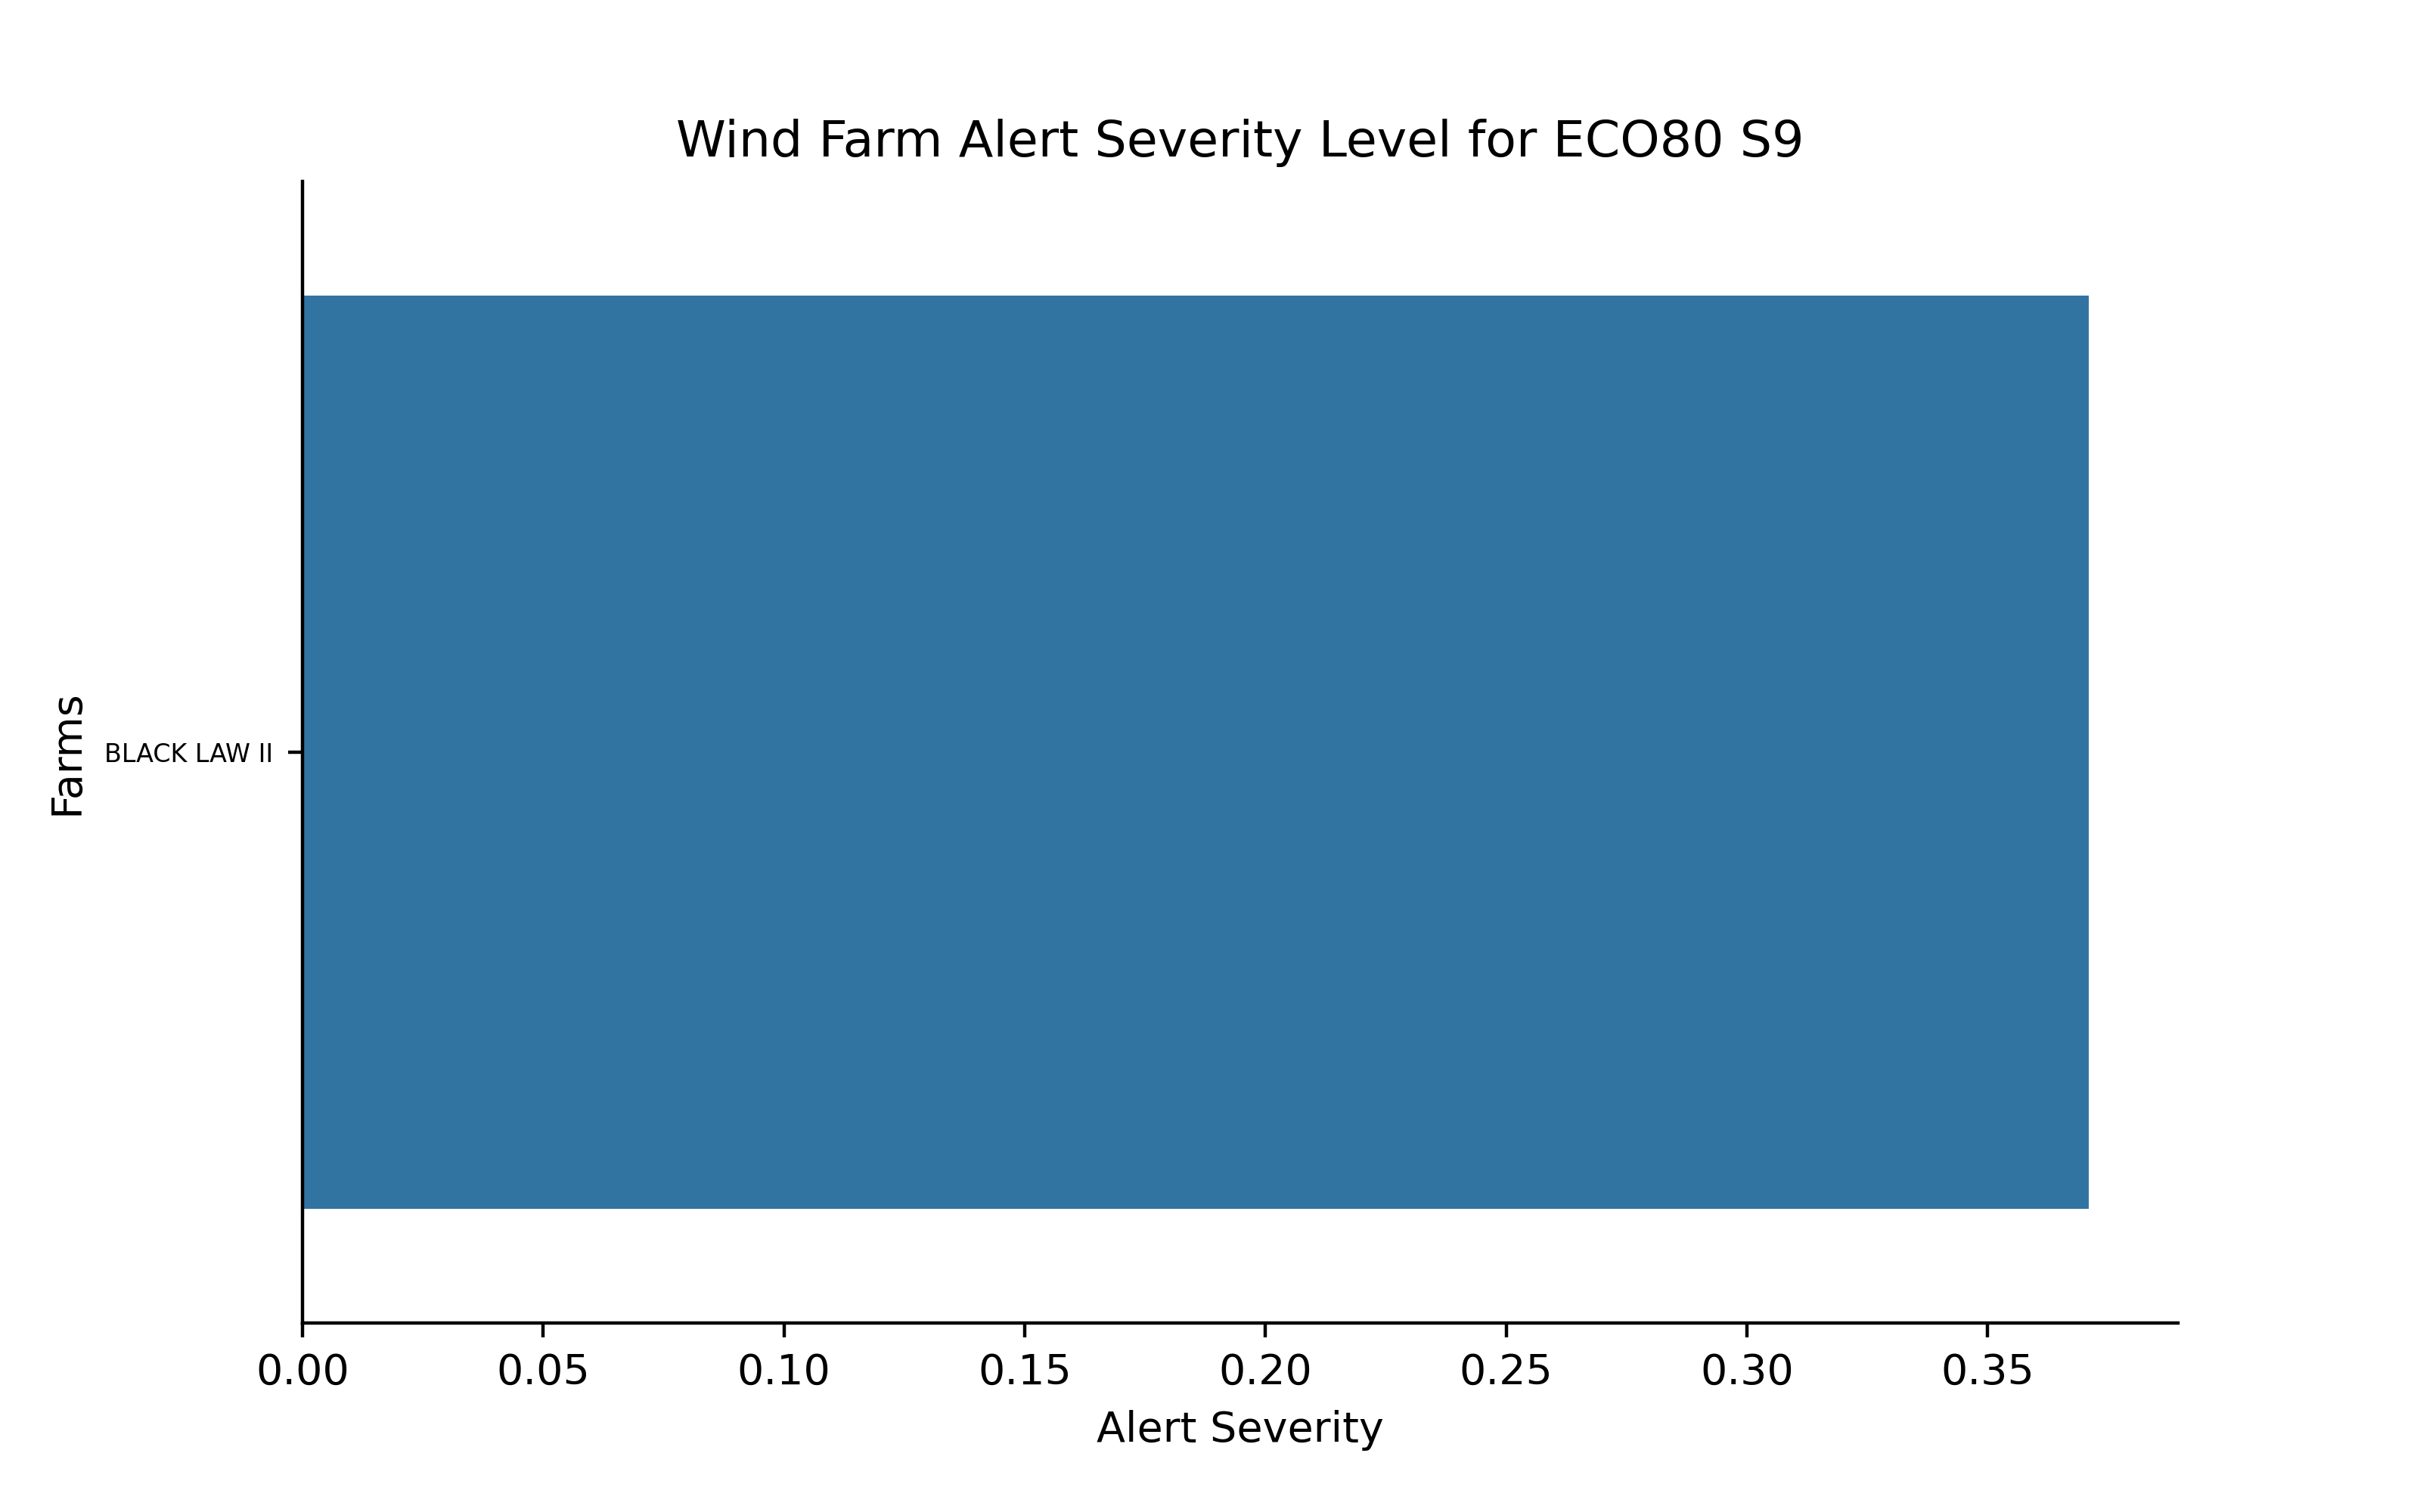 Wind Farm Alert Severity Level for ECO80 S9
Farms
BLACK LAW II
0.00 0.05 0.10 0.15 0.20 0.25 0.30 0.35
Alert Severity